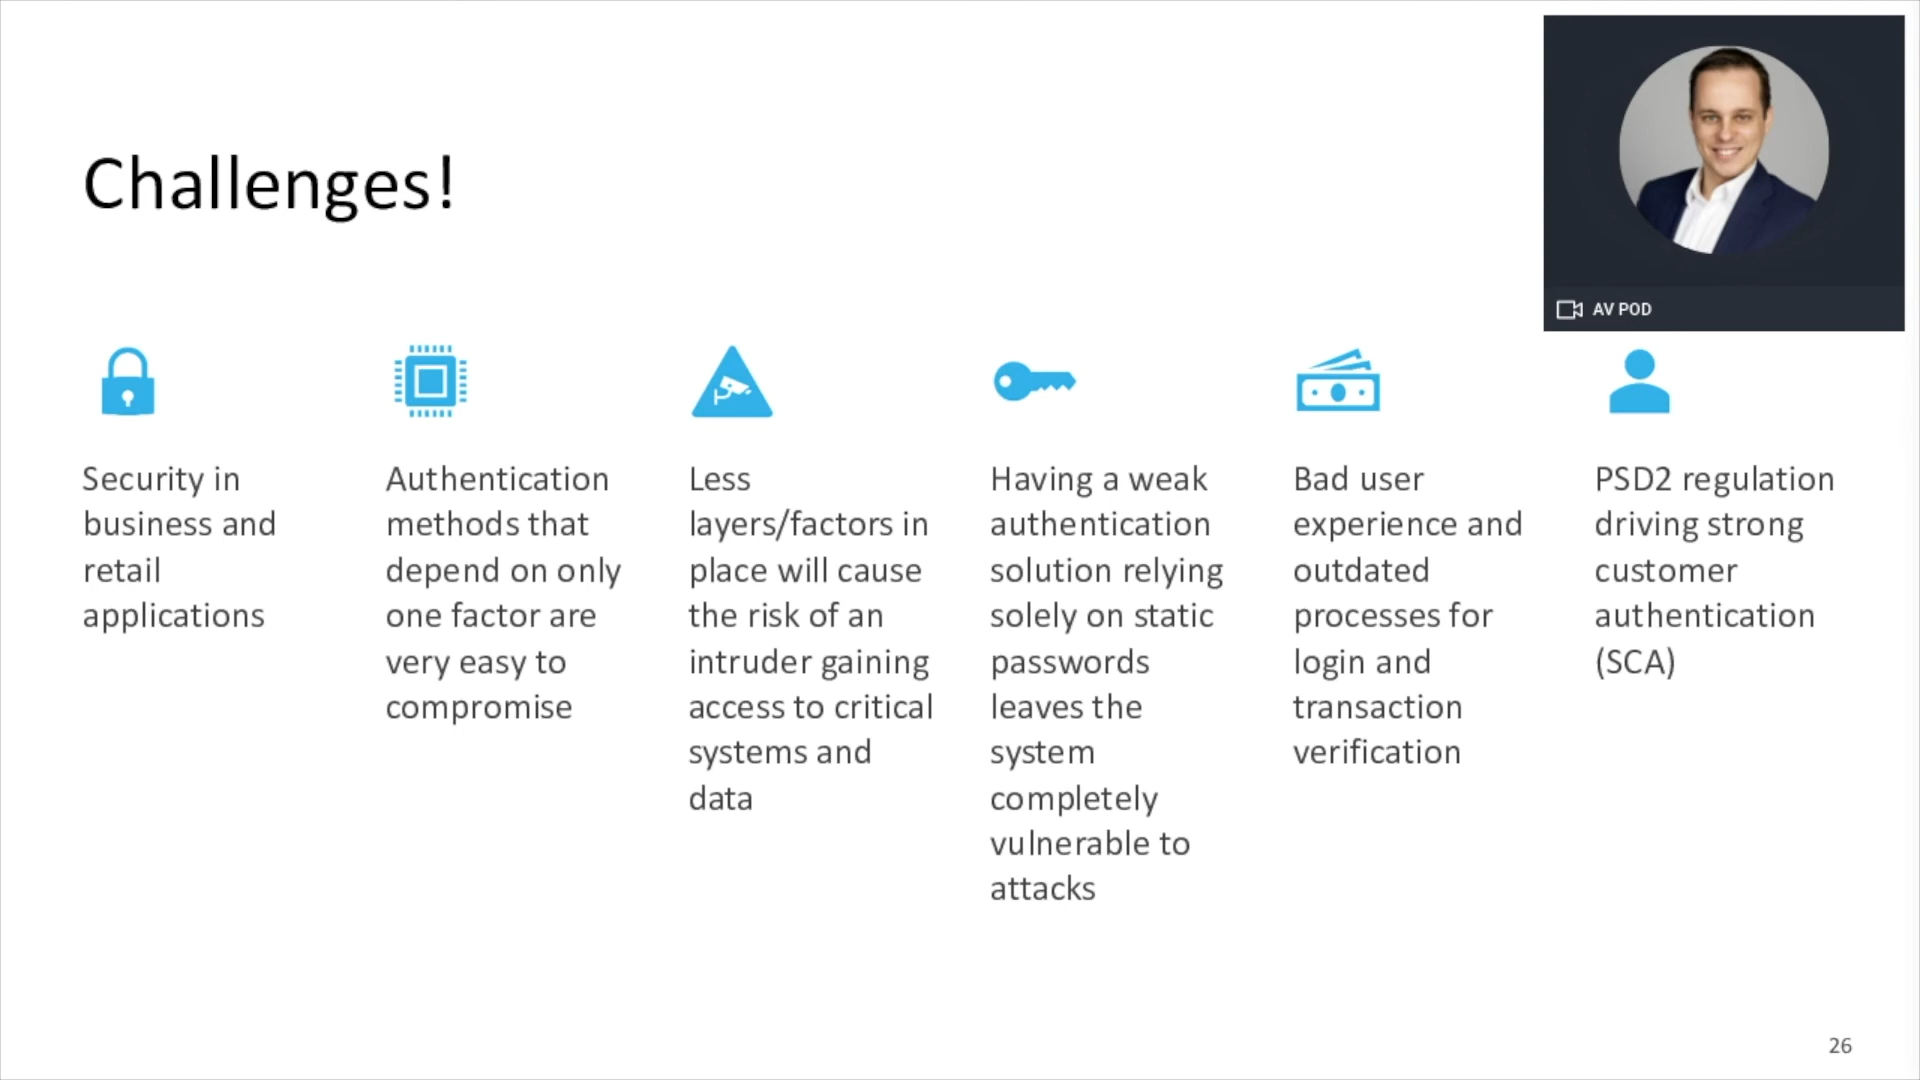 Challenges!
AV POD
Security in
business and
retail
applications
Authentication
methods that
depend on only
one factor are
very easy to
compromise
Less
layers/factors in
place will cause
the risk of an
intruder gaining
access to critical
systems and
data
Having a weak
authentication
solution relying
solely on static
passwords
leaves the
system
completely
vulnerable to
attacks
Bad user
experience and
outdated
processes for
login and
transaction
verification
PSD2 regulation
driving strong
customer
authentication
(SCA)
26